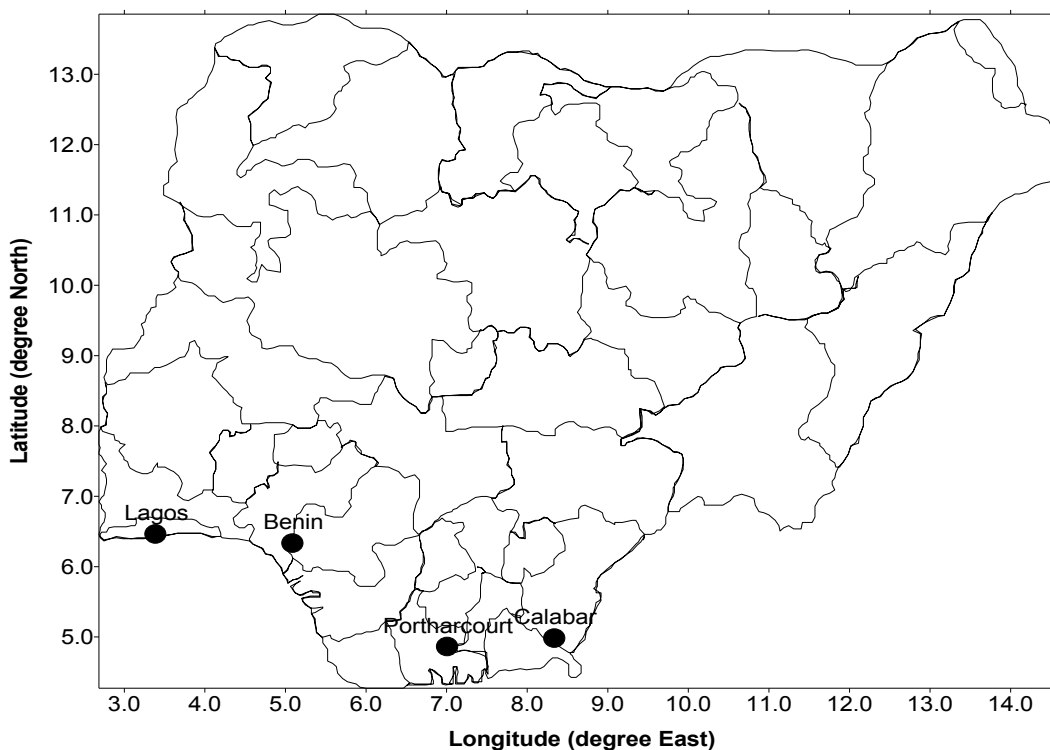 13.0
12.0
11.0
10.0
9.0
8.0
7.0
6.0
5.0
Latitude (degree North)
Lagos
Benin
Portharcourt
Calabar
3.0 4.0 5.0 6.0 7.0 8.0 9.0 10.0 11.0 12.0 13.0 14.0
Longitude (degree East)